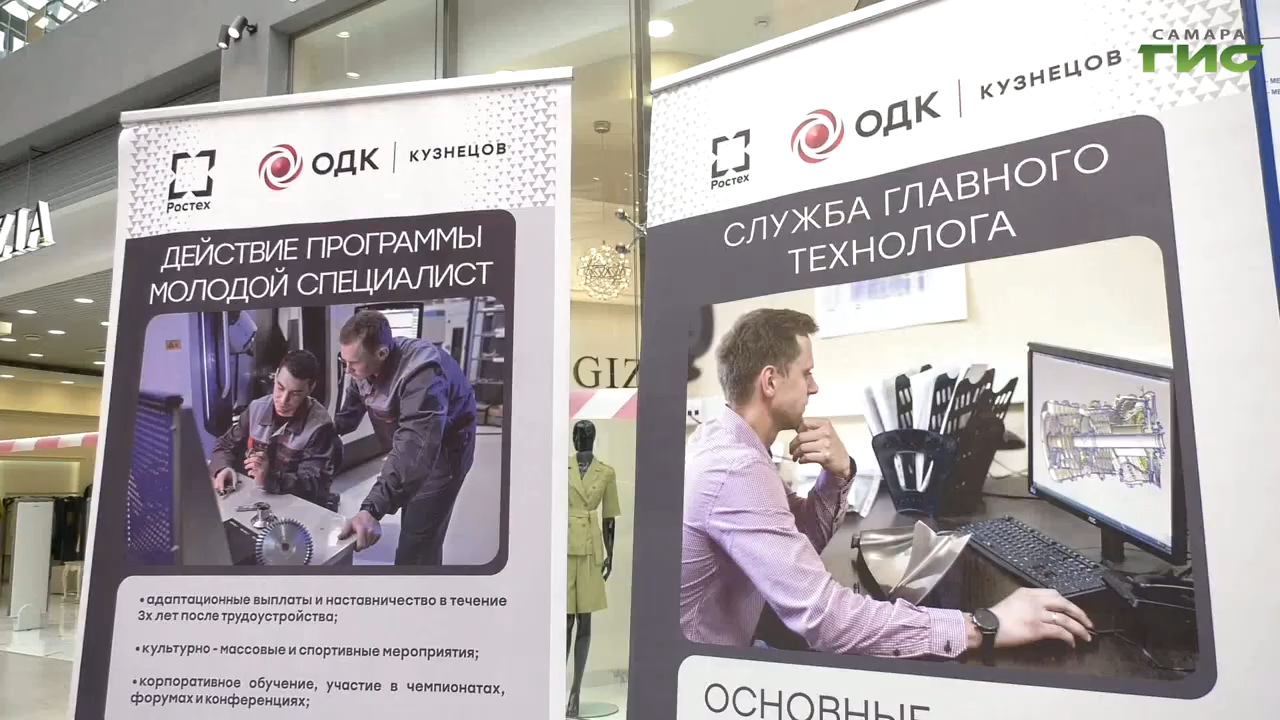 САМАРА
ГИС
Ростех
ОДК | КУЗНЕЦОВ
ДЕЙСТВИЕ ПРОГРАММЫ
МОЛОДОЙ СПЕЦИАЛИСТ
•адаптационные выплаты и наставничество в течение
3х лет после трудоустройства;
•культурно - массовые и спортивные мероприятия;
•корпоративное обучение, участие в чемпионатах,
форумах и конференциях;
Ростех
ОДК | КУЗНЕЦОВ
СЛУЖБА ГЛАВНОГО
ТЕХНОЛОГА
ОСНОВНЫЕ
GIZ
ZIA